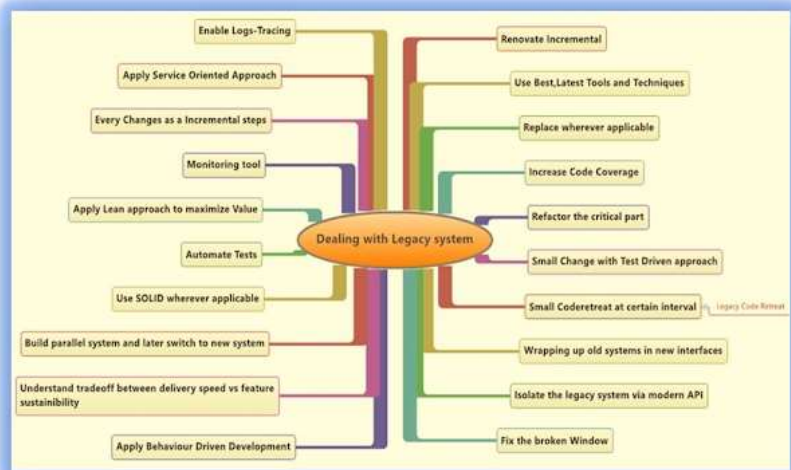 Enable Logs-Tracing
Apply Service Oriented Approach
Every Changes as a Incremental steps
Monitoring tool
Apply Lean approach to maximize Value
Automate Tests
Use SOLID wherever applicable
Build parallel system and later switch to new system
Understand tradeoff between delivery speed vs feature
sustainibility
Apply Behaviour Driven Development
Dealing with Legacy system
Renovate Incremental
Use Best,Latest Tools and Techniques
Replace wherever applicable
Increase Code Coverage
Refactor the critical part
Small Change with Test Driven approach
Small Coderetreat at certain interval
Legacy Code Retreat
Wrapping up old systems in new interfaces
Isolate the legacy system via modern API
Fix the broken Window